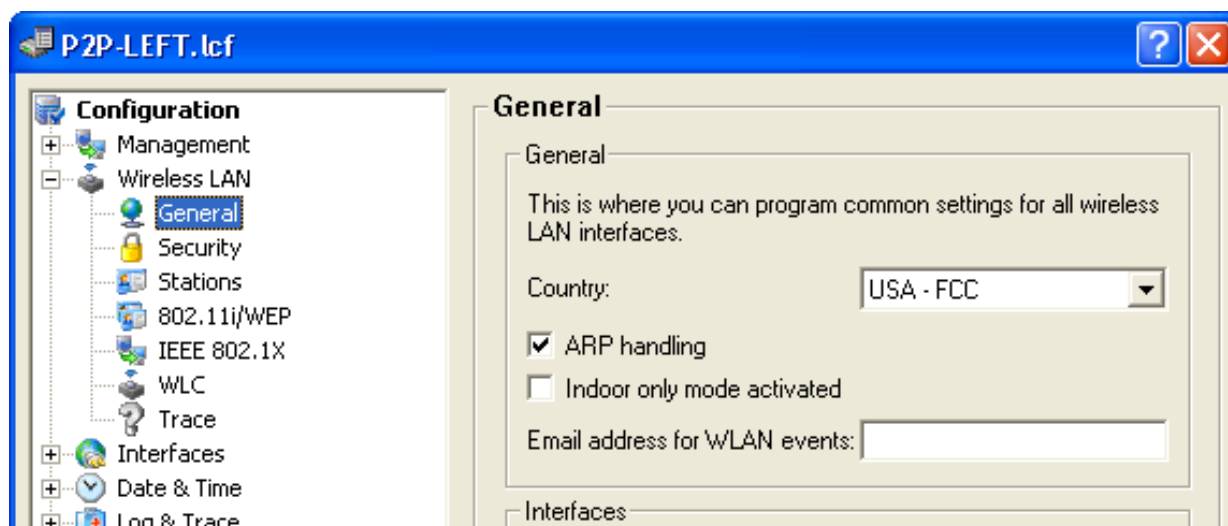 P2P-LEFT.lcf
Configuration
Management
Wireless LAN
General
Security
Stations
802.11i/WEP
IEEE 802.1X
WLC
Trace
Interfaces
Date & Time
Log & Trace
General
General
This is where you can program common settings for all wireless
LAN interfaces.
Country: USA - FCC
ARP handling
Indoor only mode activated
Email address for WLAN events:
Interfaces